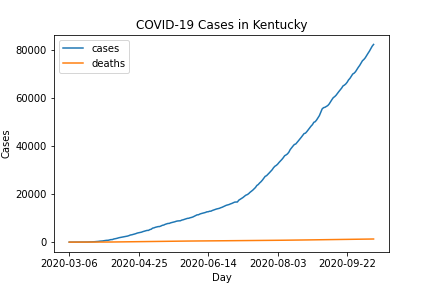 COVID-19 Cases in Kentucky
cases
deaths
80000
60000
40000
20000
0
Cases
2020-03-06 2020-04-25 2020-06-14 2020-08-03 2020-09-22
Day